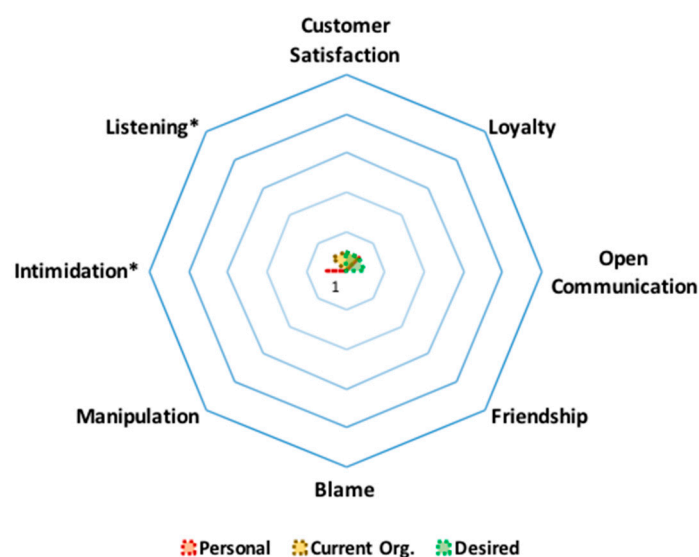 Customer
Satisfaction
Listening*
Loyalty
Intimidation*
Open
Communication
1
Manipulation
Friendship
Blame
Personal Current Org. Desired